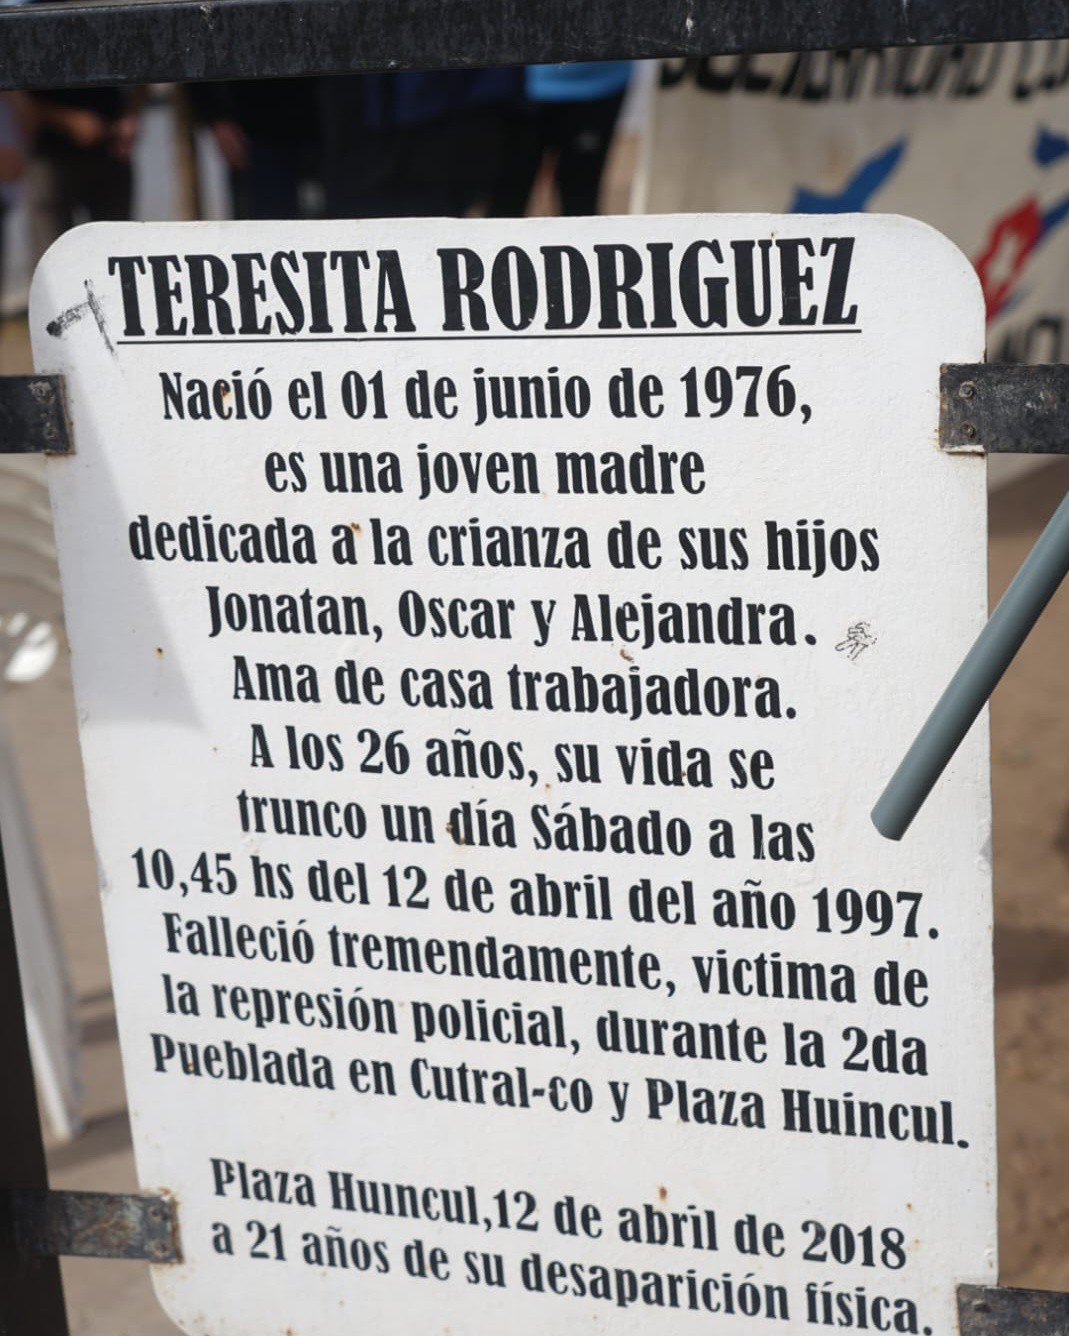 SOLIDARIDAD
TERESITA RODRIGUEZ
Nació el 01 de junio de 1976,
es una joven madre
dedicada a la crianza de sus hijos
Jonatan, Oscar y Alejandra.
Ama de casa trabajadora.
A los 26 años, su vida se
trunco un día Sábado a las
10,45 hs del 12 de abril del año 1997.
Falleció tremendamente, victima de
la represión policial, durante la 2da
Pueblada en Cutral-co y Plaza Huincul.
Plaza Huincul,12 de abril de 2018
a 21 años de su desaparición física.